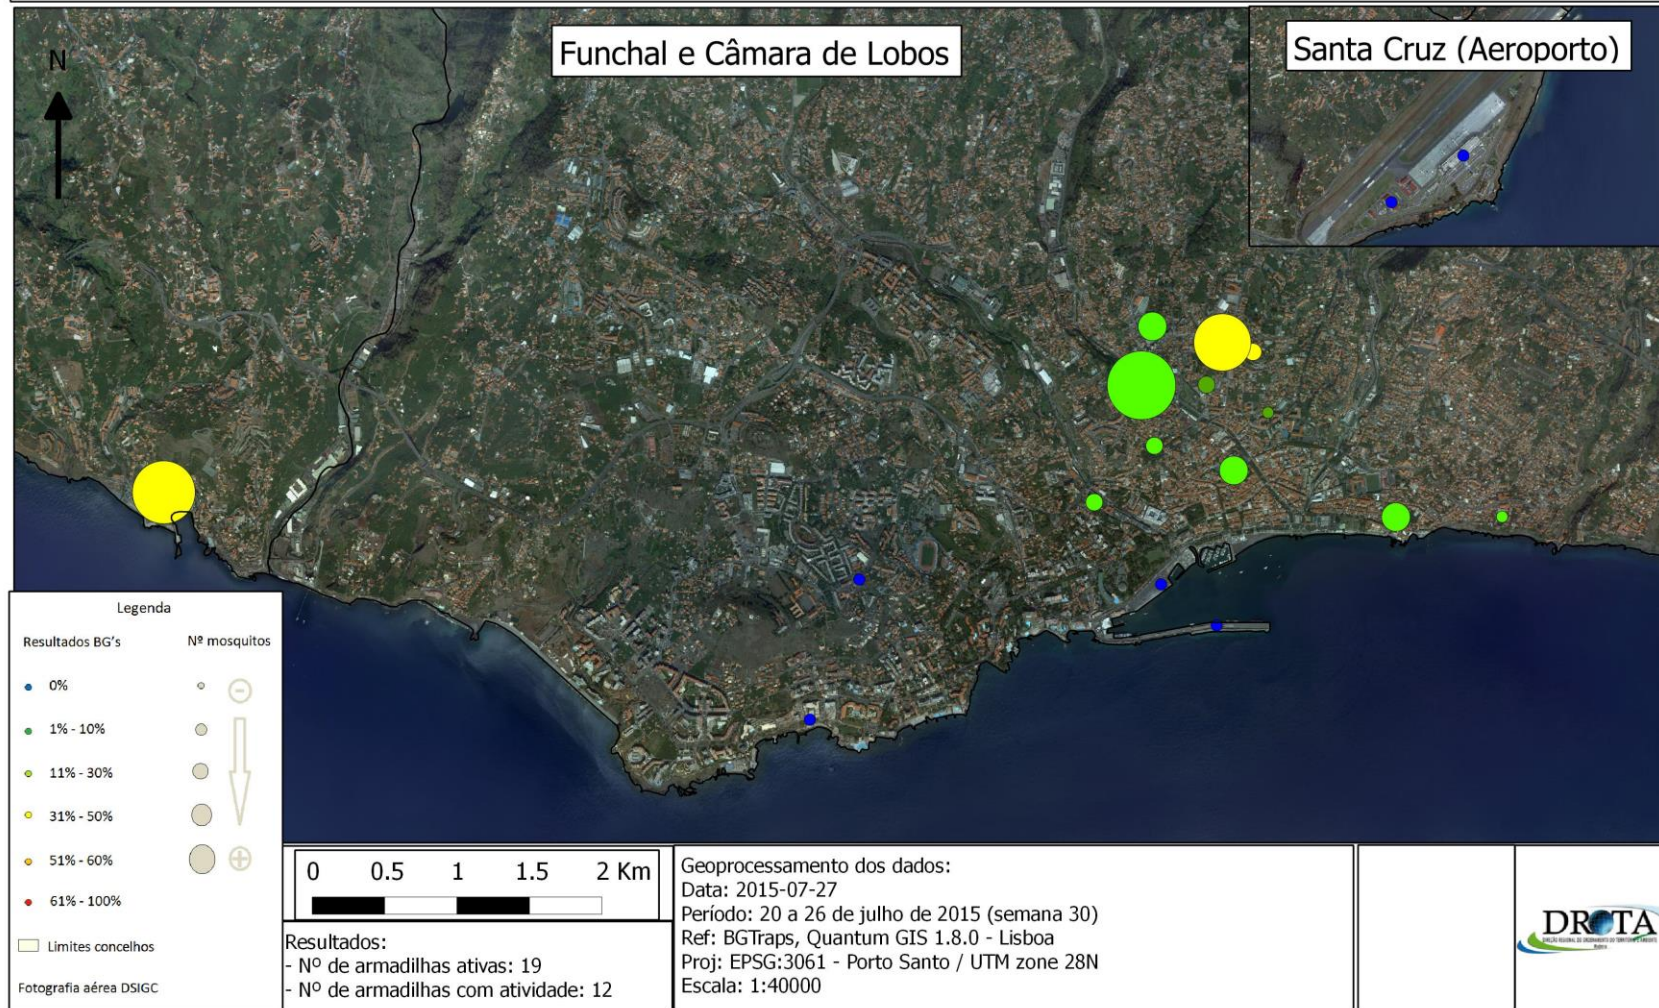 Funchal e Câmara de Lobos
Santa Cruz (Aeroporto)
N
Legenda
Resultados BG's
Nº mosquitos
0%
1% - 10%
11% - 30%
31% - 50%
51% - 60%
61% - 100%
Limites concelhos
Fotografia aérea DSIGC
0 0.5 1 1.5 2 Km
Resultados:
- Nº de armadilhas ativas: 19
- Nº de armadilhas com atividade: 12
Geoprocessamento dos dados:
Data: 2015-07-27
Período: 20 a 26 de julho de 2015 (semana 30)
Ref: BGTraps, Quantum GIS 1.8.0 - Lisboa
Proj: EPSG:3061 - Porto Santo / UTM zone 28N
Escala: 1:40000
DROTA